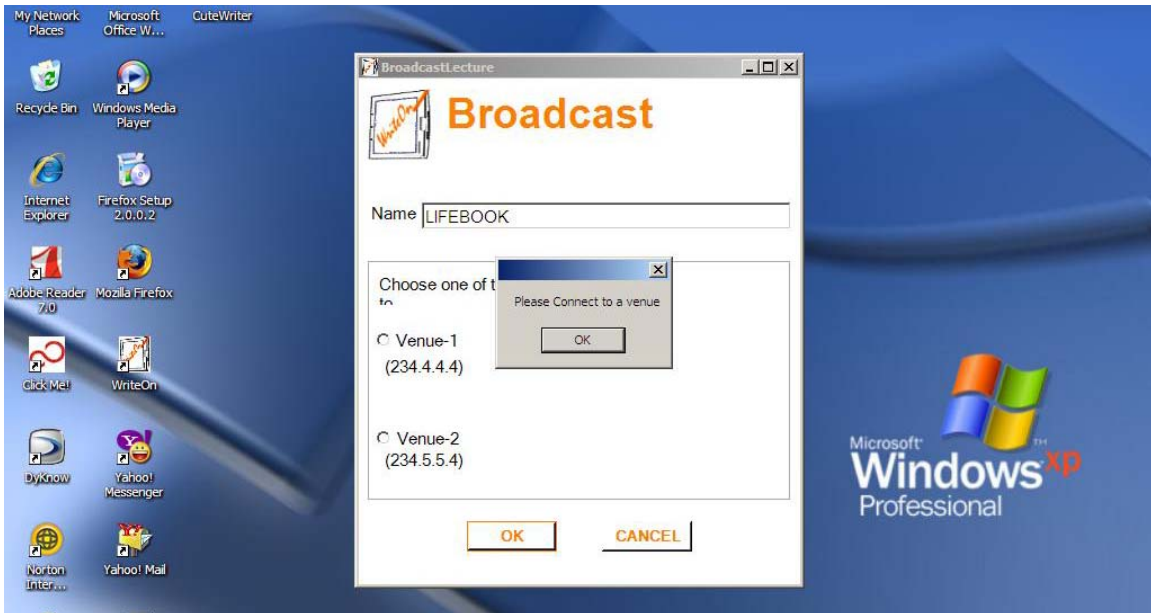 My Network
Places
Microsoft
Office W...
CuteWriter
Recycle Bin
Windows Media
Player
Internet
Explorer
Firefox Setup
2.0.0.2
Adobe Reader
7.0
Mozilla Firefox
Click Me!
WriteOn
DyKnow
Yahoo!
Messenger
Norton
Inter...
Yahoo! Mail
BroadcastLecture
WriteOn
Broadcast
Name LIFEBOOK
Choose one of t
to
Please Connect to a venue
OK
Venue-1
(234.4.4.4)
Venue-2
(234.5.5.4)
OK CANCEL
Microsoft
Windows xp
TM
Professional